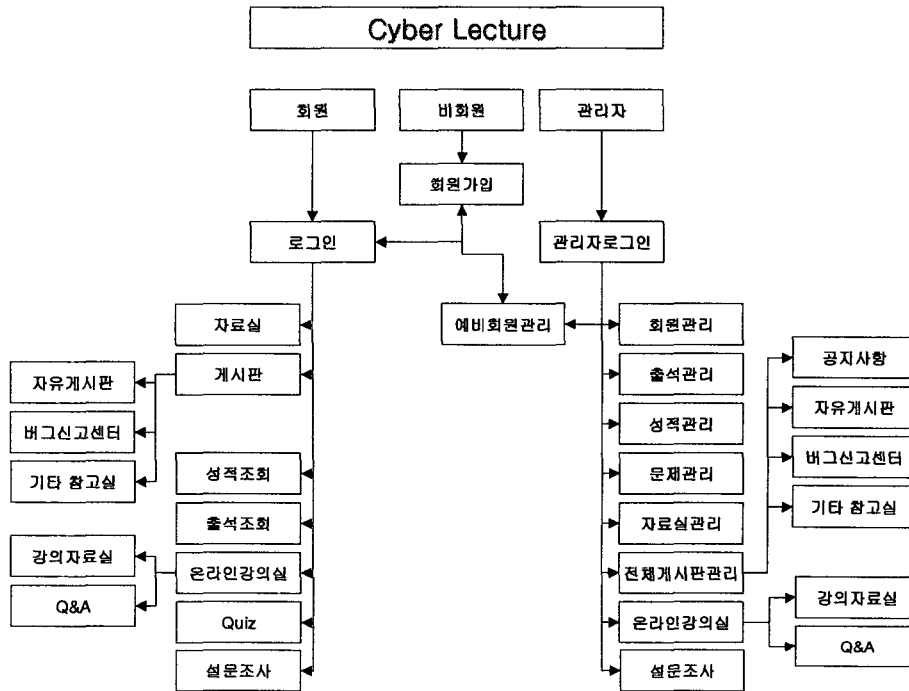 Cyber Lecture
회원
비회원
관리자
회원가입
로그인
관리자로그인
자료실
예비회원관리
회원관리
게시판
출석관리
공지사항
자유게시판
성적관리
자유게시판
버그신고센터
버그신고센터
기타 참고실
성적조회
문제관리
기타 참고실
출석조회
자료실관리
강의자료실
온라인강의실
전체게시판관리
강의자료실
Q&A
Quiz
온라인강의실
Q&A
설문조사
설문조사